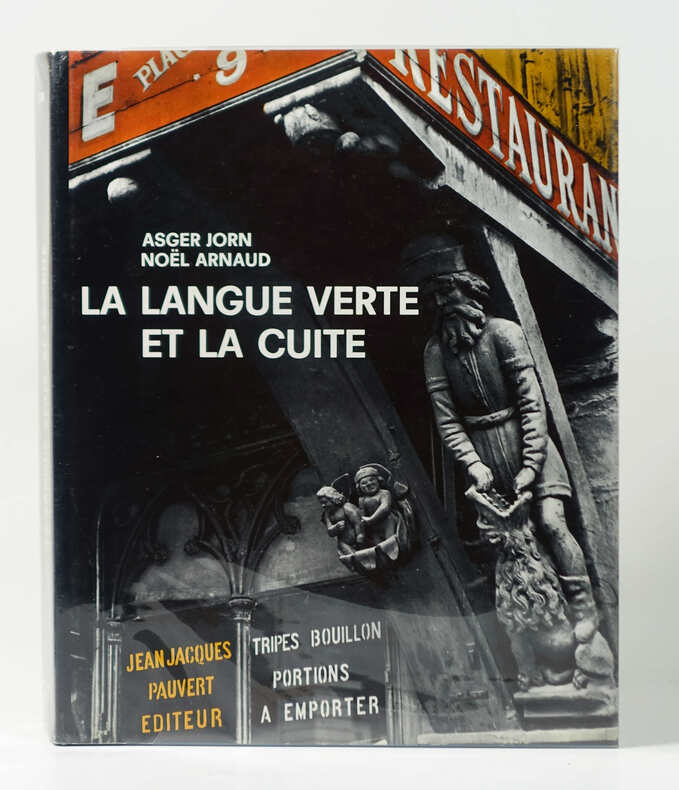 E PLAC
. 9
RESTAURAN
ASGER JORN
NOËL ARNAUD
LA LANGUE VERTE
ET LA CUITE
JEAN JACQUES
PAUVERT
EDITEUR
TRIPES BOUILLON
PORTIONS
A EMPORTER